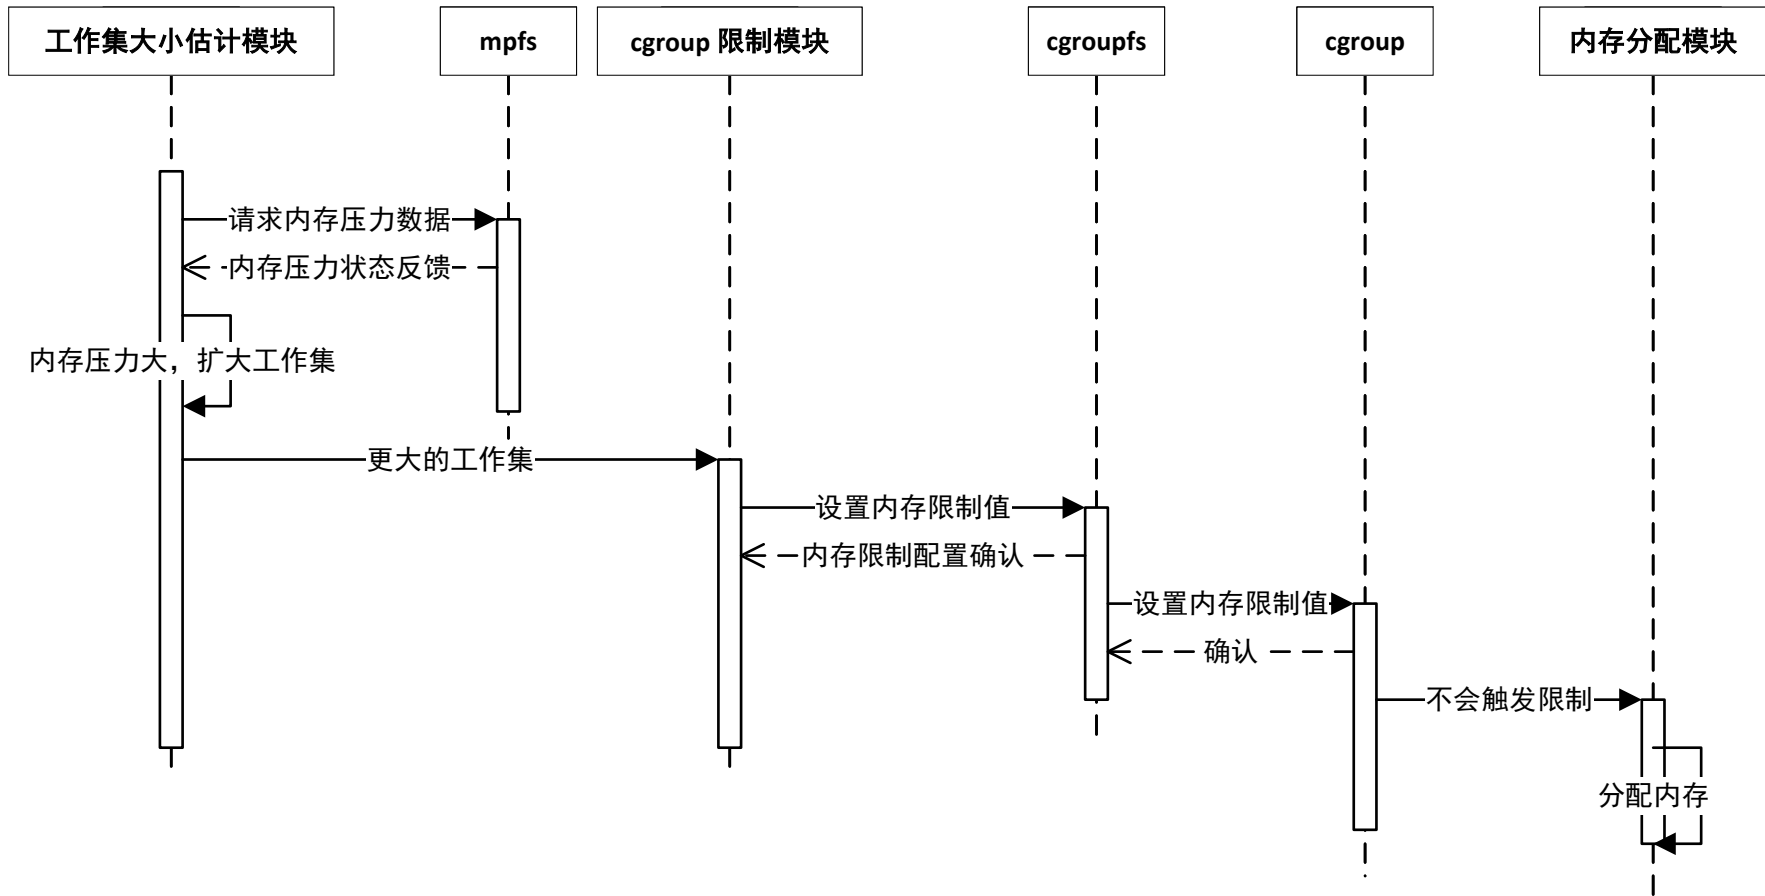 工作集大小估计模块
mpfs
cgroup 限制模块
cgroupfs
cgroup
内存分配模块
请求内存压力数据
内存压力状态反馈
内存压力大，扩大工作集
更大的工作集
设置内存限制值
内存限制配置确认
设置内存限制值
确认
不会触发限制
分配内存